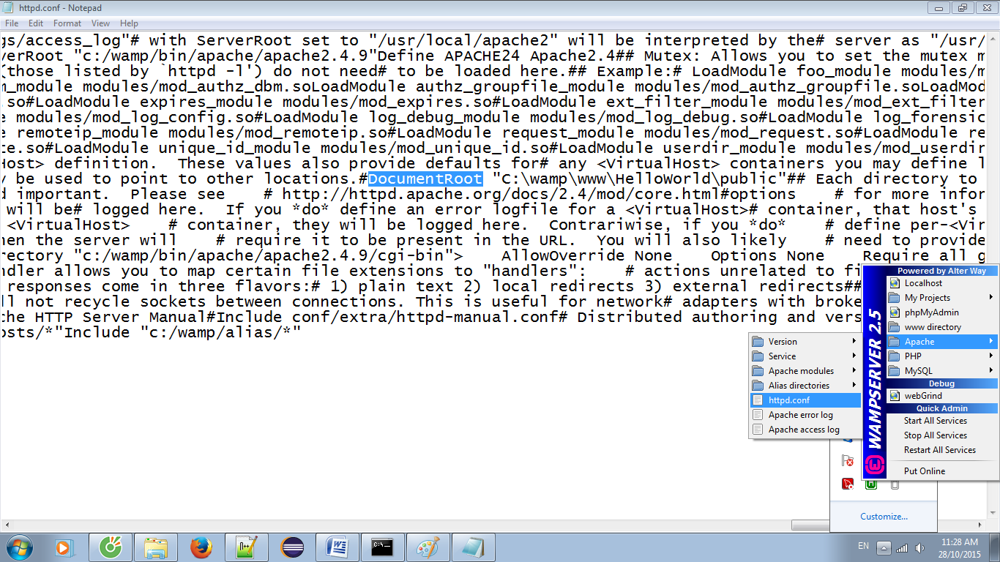 httpd.conf - Notepad
File Edit Format View Help
gs/access_log"# with ServerRoot set to "/usr/local/apache2" will be interpreted by the# server as "/usr/
verRoot "c:/wamp/bin/apache/apache2.4.9"Define APACHE24 Apache2.4## Mutex: Allows you to set the mutex m
(those listed by `httpd -l') do not need# to be loaded here.## Example:# LoadModule foo_module modules/m
m_module modules/mod_authz_dbm.soLoadModule authz_groupfile_module modules/mod_authz_groupfile.soLoadMod
.so#LoadModule expires_module modules/mod_expires.so#LoadModule ext_filter_module modules/mod_ext_filter
e modules/mod_log_config.so#LoadModule log_debug_module modules/mod_log_debug.so#LoadModule log_forensic
e remoteip_module modules/mod_remoteip.so#LoadModule request_module modules/mod_request.so#LoadModule re
te.so#LoadModule unique_id_module modules/mod_unique_id.so#LoadModule userdir_module modules/mod_userdir
Host> definition.  These values also provide defaults for# any <VirtualHost> containers you may define l
y be used to point to other locations.#DocumentRoot "C:\wamp\www\HelloWorld\public"## Each directory to
d important.  Please see    # http://httpd.apache.org/docs/2.4/mod/core.html#options    # for more infor
will be# logged here.  If you *do* define an error logfile for a <VirtualHost># container, that host's
<VirtualHost>    # container, they will be logged here.  Contrariwise, if you *do*    # define per-<Vir
hen the server will    # require it to be present in the URL.  You will also likely    # need to provide
rectory "c:/wamp/bin/apache/apache2.4.9/cgi-bin">    AllowOverride None    Options None    Require all g
ndler allows you to map certain file extensions to "handlers":    # actions unrelated to fi
responses come in three flavors:# 1) plain text 2) local redirects 3) external redirects##
ll not recycle sockets between connections. This is useful for network# adapters with broke
che HTTP Server Manual#Include conf/extra/httpd-manual.conf# Distributed authoring and vers
osts/*"Include "c:/wamp/alias/*"
Powered by Alter Way
Localhost
My Projects
phpMyAdmin
www directory
Apache
PHP
MySQL
Debug
webGrind
Quick Admin
Start All Services
Stop All Services
Restart All Services
Put Online
WAMPSERVER 2.5
Version
Service
Apache modules
Alias directories
httpd.conf
Apache error log
Apache access log
Customize...
EN
11:28 AM
28/10/2015